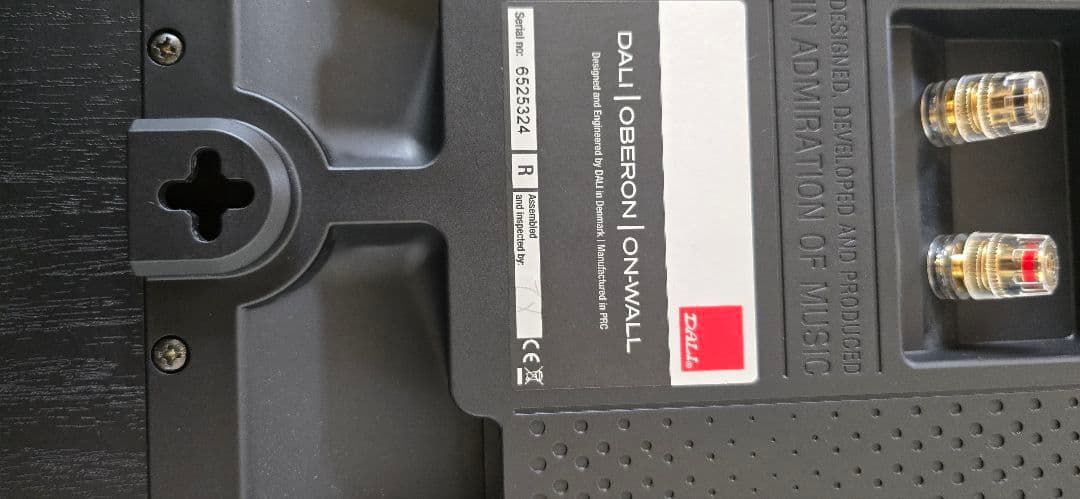 DESIGNED, DEVELOPED AND PRODUCED
IN ADMIRATION OF MUSIC
DALI®
DALI | OBERON | ON-WALL
Designed and Engineered by DALI in Denmark | Manufactured in PRC
Serial no: 6525324 R Assembled
and inspected by:
CE